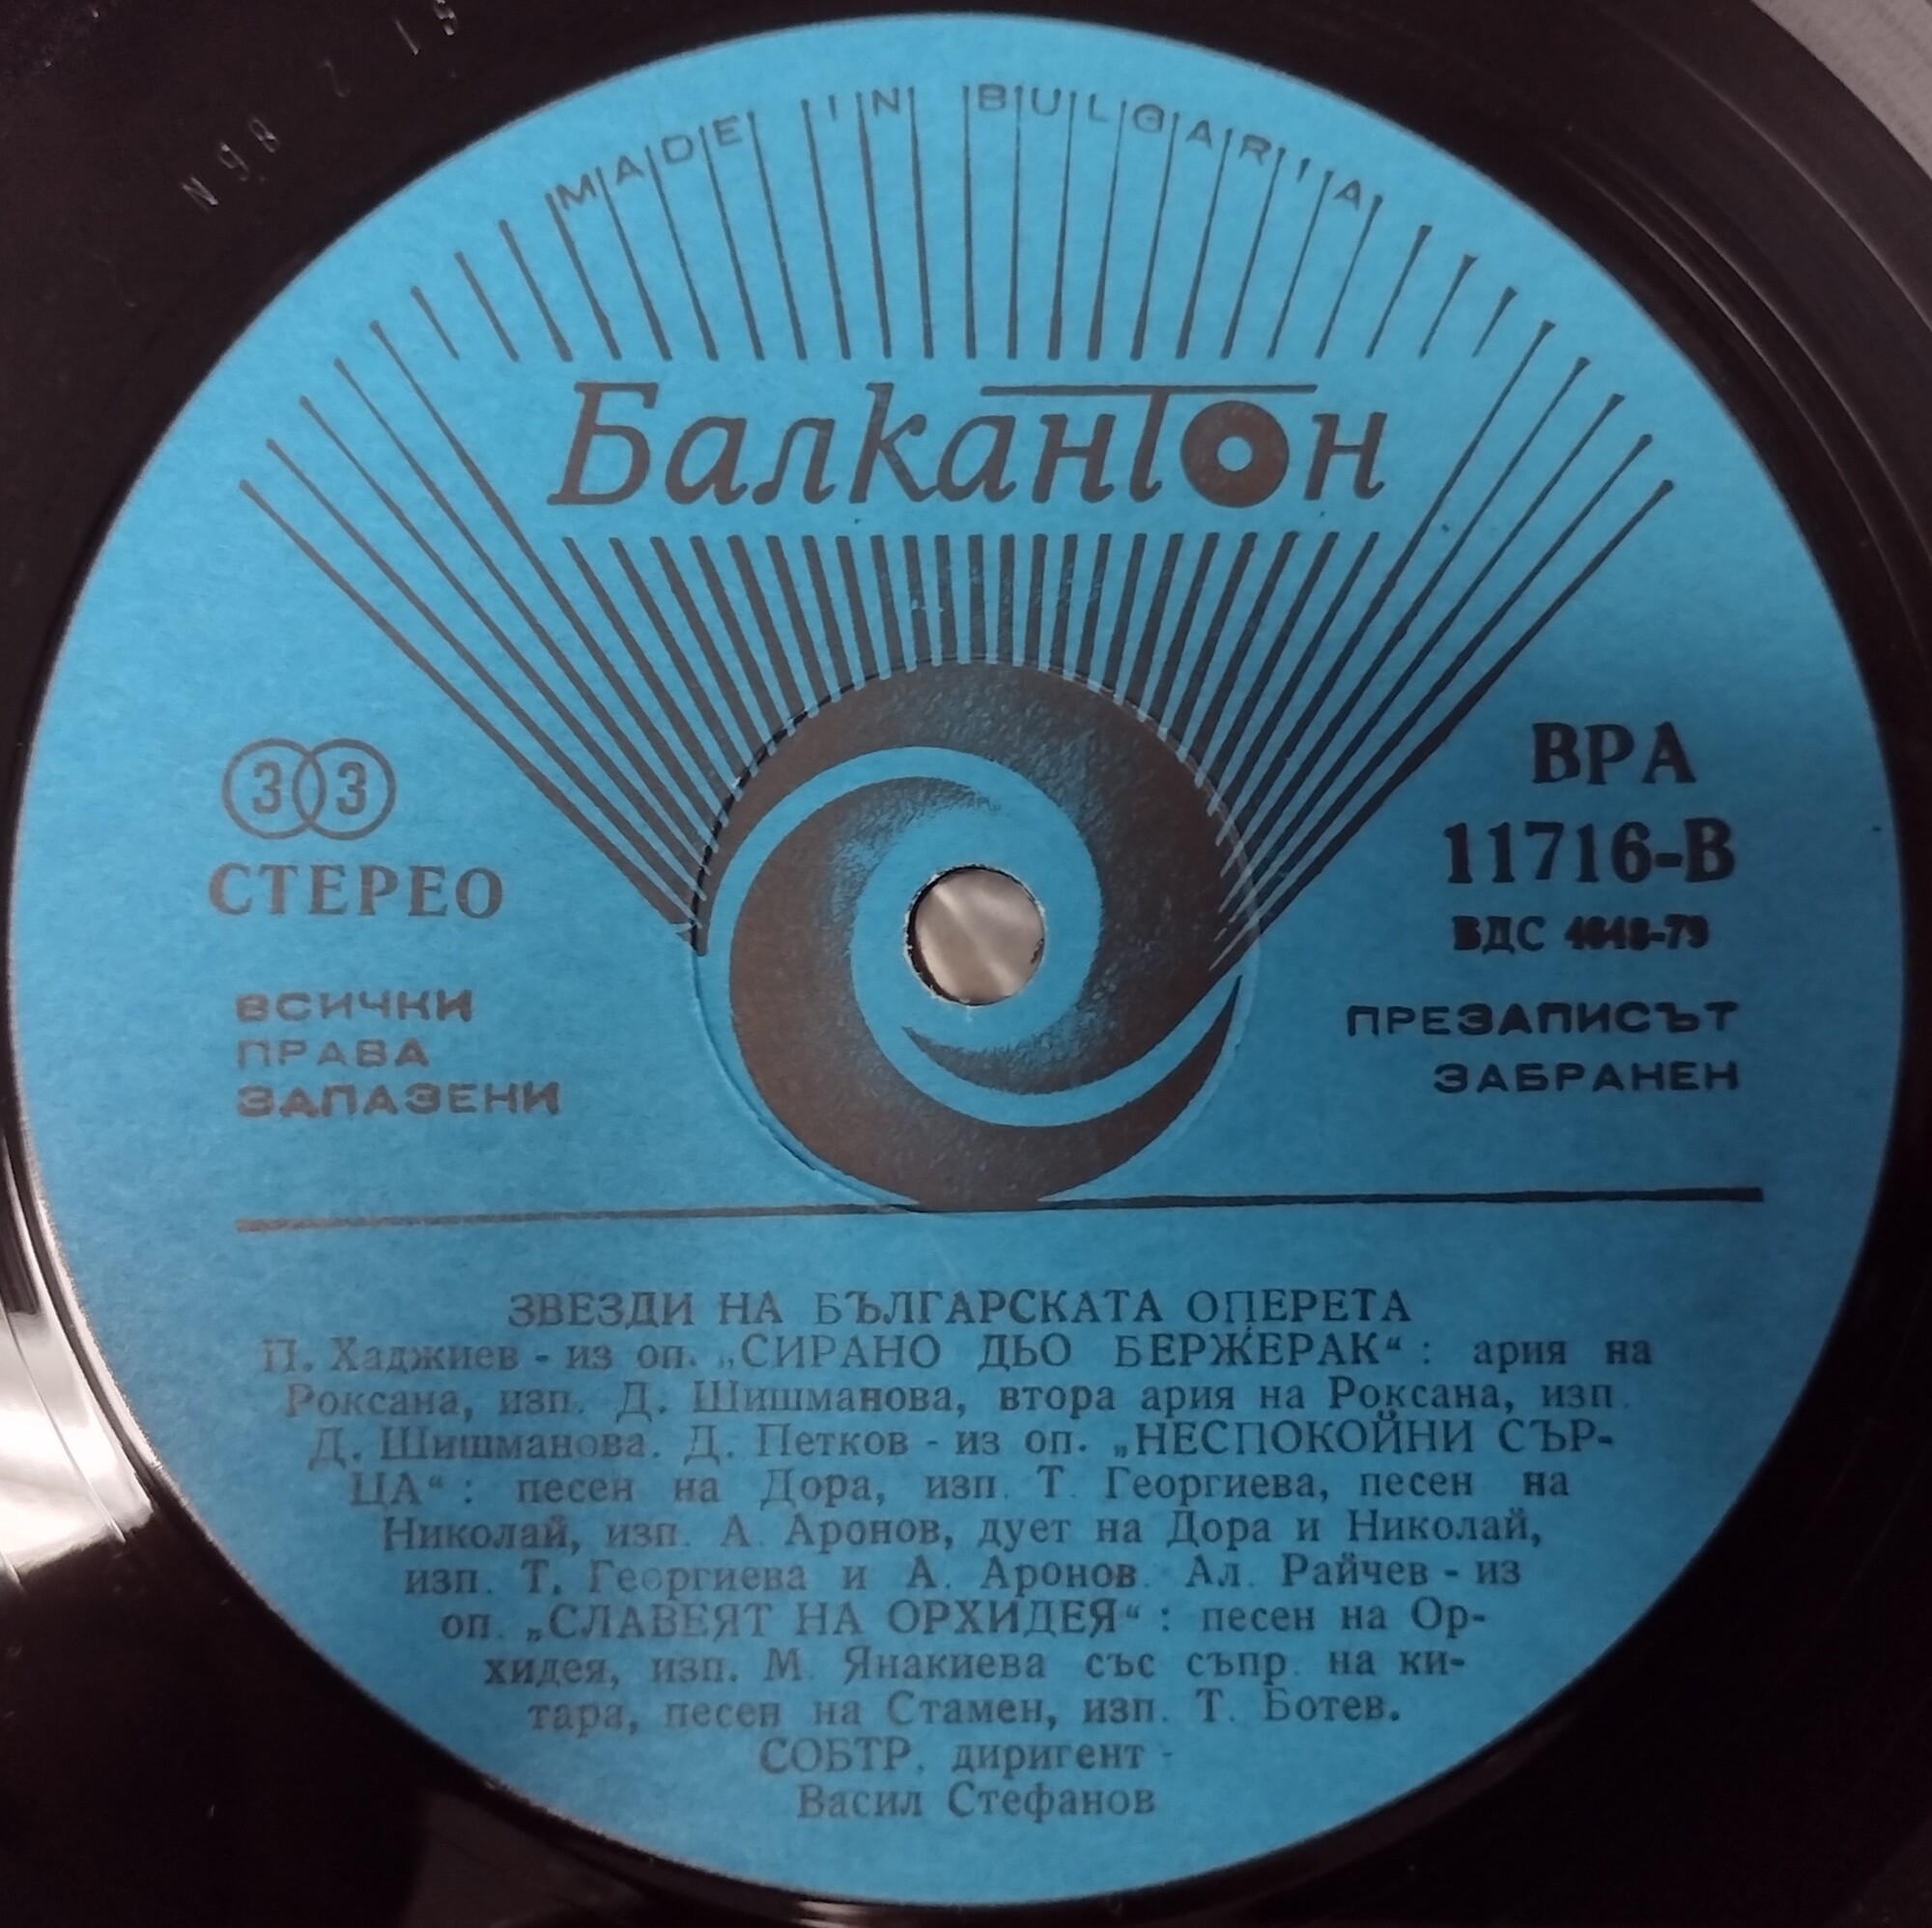 MADE IN BULGARIA
Балкантон
33
СТЕРЕО
ВСИЧКИ
ПРАВА
ЗАПАЗЕНИ
ВРА
11716-В
ВДС
ПРЕЗАПИСЪТ
ЗАБРАНЕН
ЗВЕЗДИ НА БЪЛГАРСКАТА ОПЕРЕТА
П. Хаджиев - из оп. „СИРАНО ДЬО БЕРЖЕРАК“ : ария на
Роксана, изп. Д. Шишманова, втора ария на Роксана, изп.
Д. Шишманова. Д. Петков - из оп. „НЕСПОКОЙНИ СЪР-
ЦА“ : песен на Дора, изп. Т. Георгиева, песен на
Николай, изп. А. Аронов, дует на Дора и Николай,
изп. Т. Георгиева и А. Аронов. Ал. Райчев - из
оп. „СЛАВЕЯТ НА ОРХИДЕЯ“ : песен на Ор-
хидея, изп. М. Янакиева със съпр. на ки-
тара, песен на Стамен, изп. Т. Ботев.
СОБТР, диригент -
Васил Стефанов